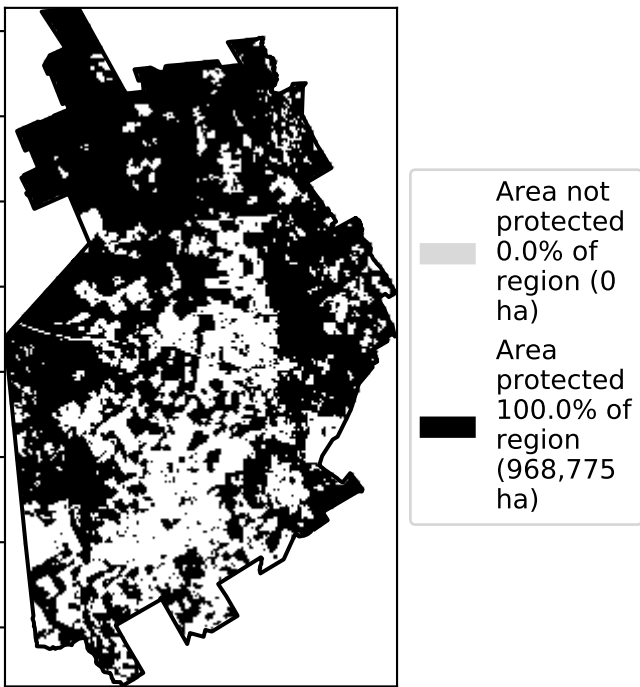 Area not
protected
0.0% of
region (0
ha)
Area
protected
100.0% of
region
(968,775
ha)